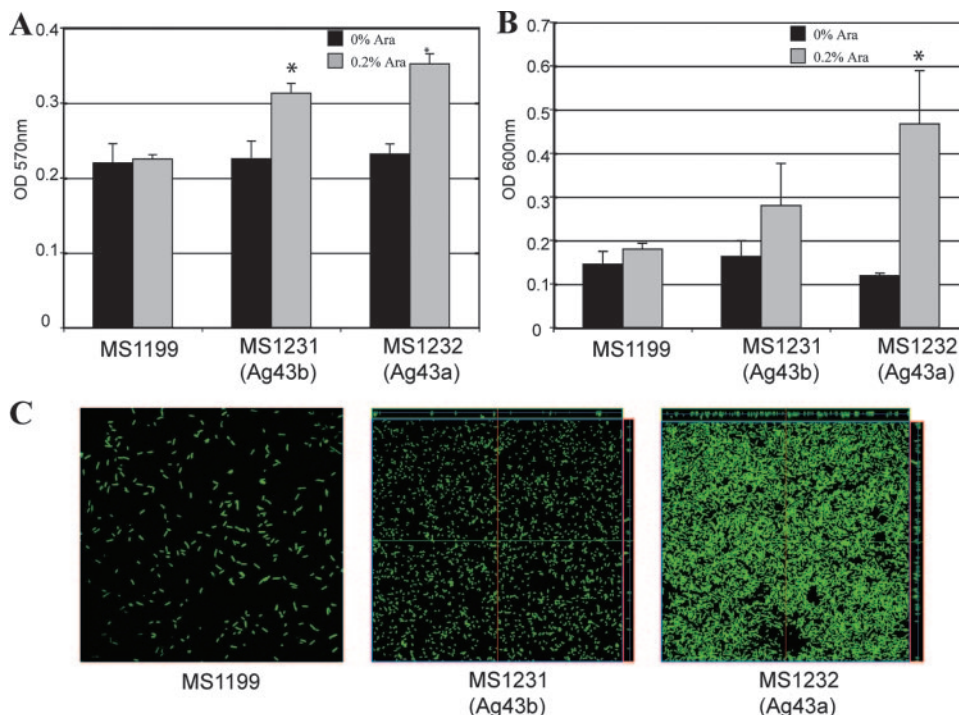 A
0% Ara
0.2% Ara
0.4
0.3
0.2
0.1
0
OD 570nm
*
*
MS1199
MS1231
(Ag43b)
MS1232
(Ag43a)
B
0% Ara
0.2% Ara
0.7
0.6
0.5
0.4
0.3
0.2
0.1
0
OD 600nm
*
MS1199
MS1231
(Ag43b)
MS1232
(Ag43a)
C
MS1199
MS1231
(Ag43b)
MS1232
(Ag43a)